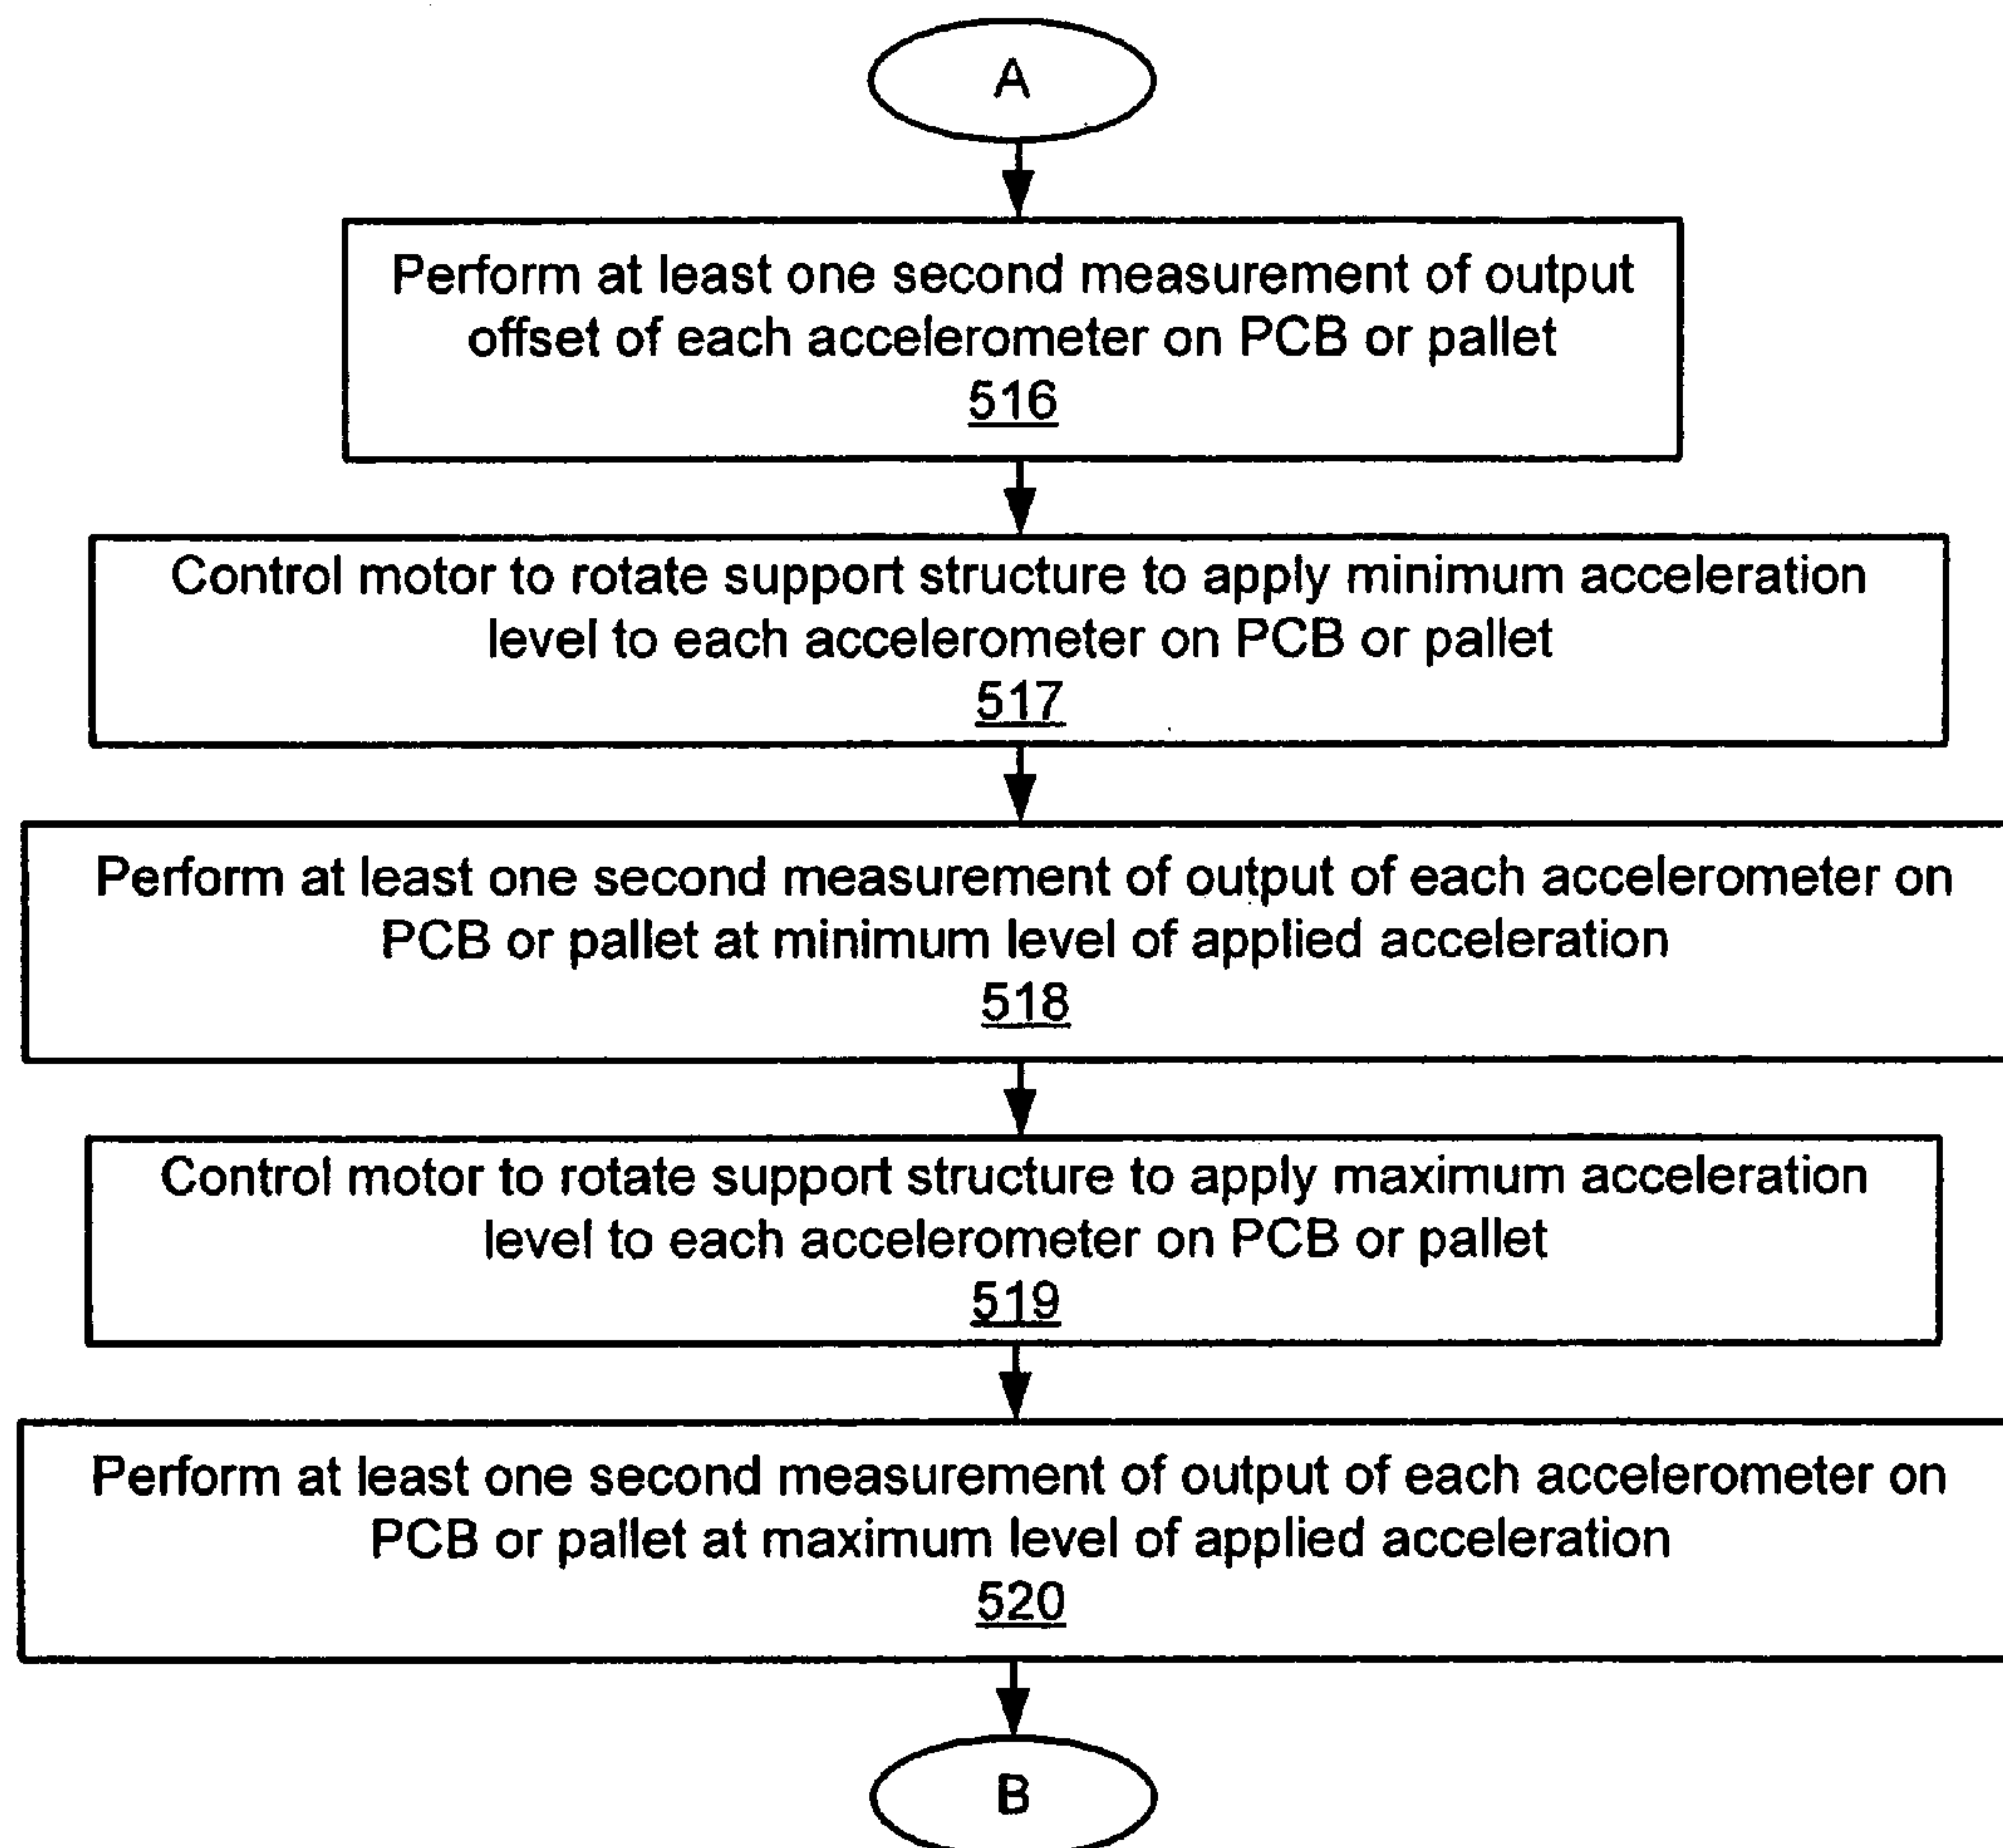 A
Perform at least one second measurement of output
offset of each accelerometer on PCB or pallet
516
Control motor to rotate support structure to apply minimum acceleration
level to each accelerometer on PCB or pallet
517
Perform at least one second measurement of output of each accelerometer on
PCB or pallet at minimum level of applied acceleration
518
Control motor to rotate support structure to apply maximum acceleration
level to each accelerometer on PCB or pallet
519
Perform at least one second measurement of output of each accelerometer on
PCB or pallet at maximum level of applied acceleration
520
B